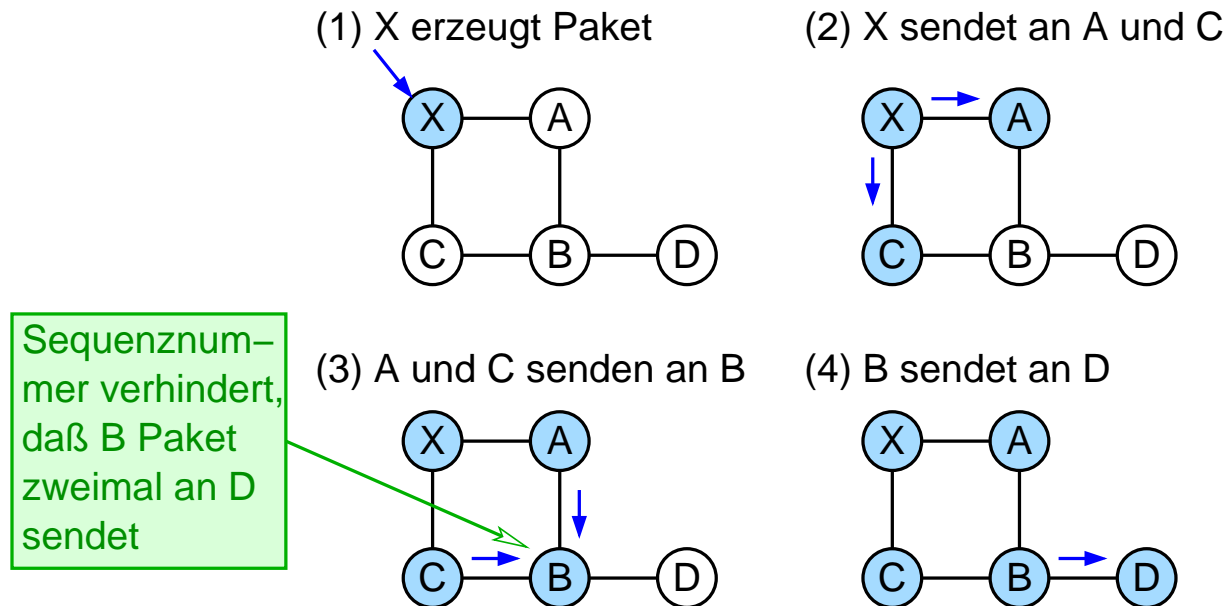 (1) X erzeugt Paket
X
A
C
B
D
(2) X sendet an A und C
X
A
C
B
D
Sequenznum–
mer verhindert,
daß B Paket
zweimal an D
sendet
(3) A und C senden an B
X
A
C
B
D
(4) B sendet an D
X
A
C
B
D